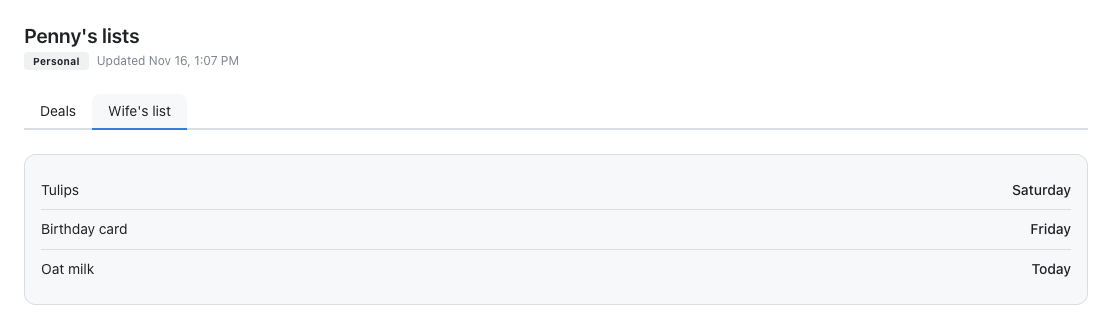 Penny's lists
Personal Updated Nov 16, 1:07 PM
Deals Wife's list
Tulips Saturday
Birthday card Friday
Oat milk Today